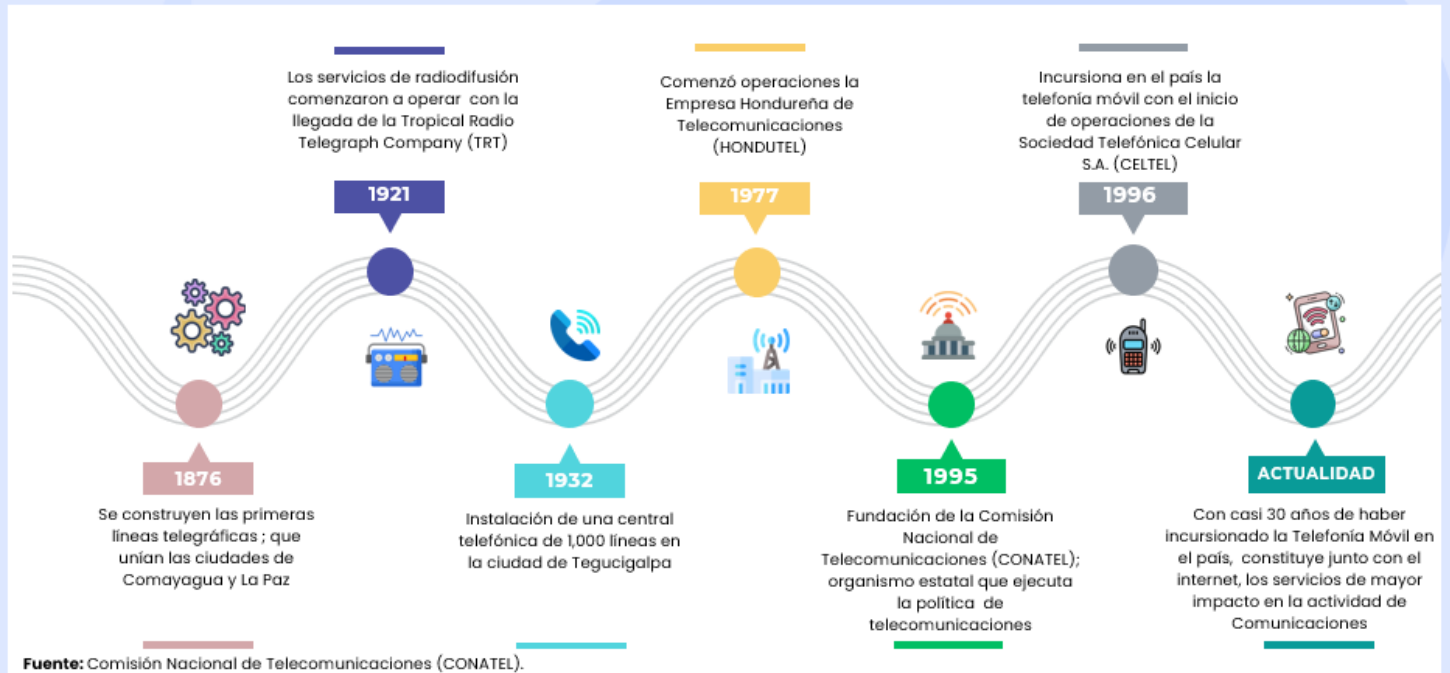 1876
Se construyen las primeras
líneas telegráficas ; que
unían las ciudades de
Comayagua y La Paz
Los servicios de radiodifusión
comenzaron a operar con la
llegada de la Tropical Radio
Telegraph Company (TRT)
1921
1932
Instalación de una central
telefónica de 1,000 líneas en
la ciudad de Tegucigalpa
Comenzó operaciones la
Empresa Hondureña de
Telecomunicaciones
(HONDUTEL)
1977
1995
Fundación de la Comisión
Nacional de
Telecomunicaciones (CONATEL);
organismo estatal que ejecuta
la política de
telecomunicaciones
Incursiona en el país la
telefonía móvil con el inicio
de operaciones de la
Sociedad Telefónica Celular
S.A. (CELTEL)
1996
ACTUALIDAD
Con casi 30 años de haber
incursionado la Telefonía Móvil en
el país, constituye junto con el
internet, los servicios de mayor
impacto en la actividad de
Comunicaciones
Fuente: Comisión Nacional de Telecomunicaciones (CONATEL).